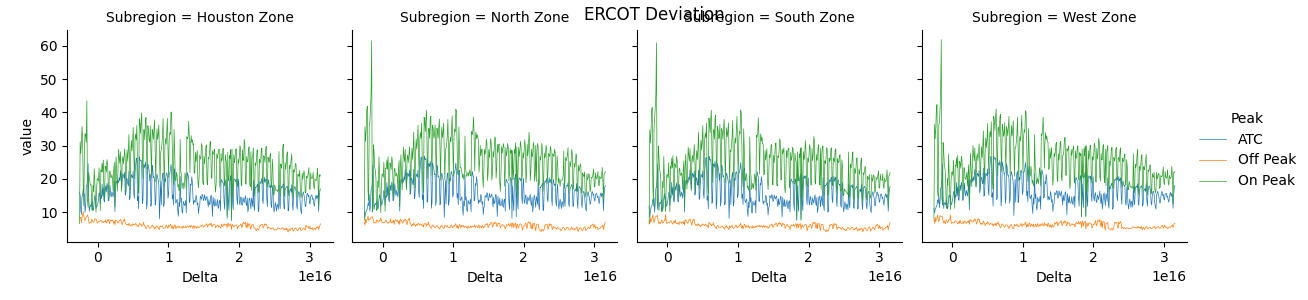 ERCOT Deviation
Subregion = Houston Zone
Subregion = North Zone
Subregion = South Zone
Subregion = West Zone
value
60
50
40
30
20
10
0 1 2 3
1e16
Delta
0 1 2 3
1e16
Delta
0 1 2 3
1e16
Delta
0 1 2 3
1e16
Delta
Peak
ATC
Off Peak
On Peak